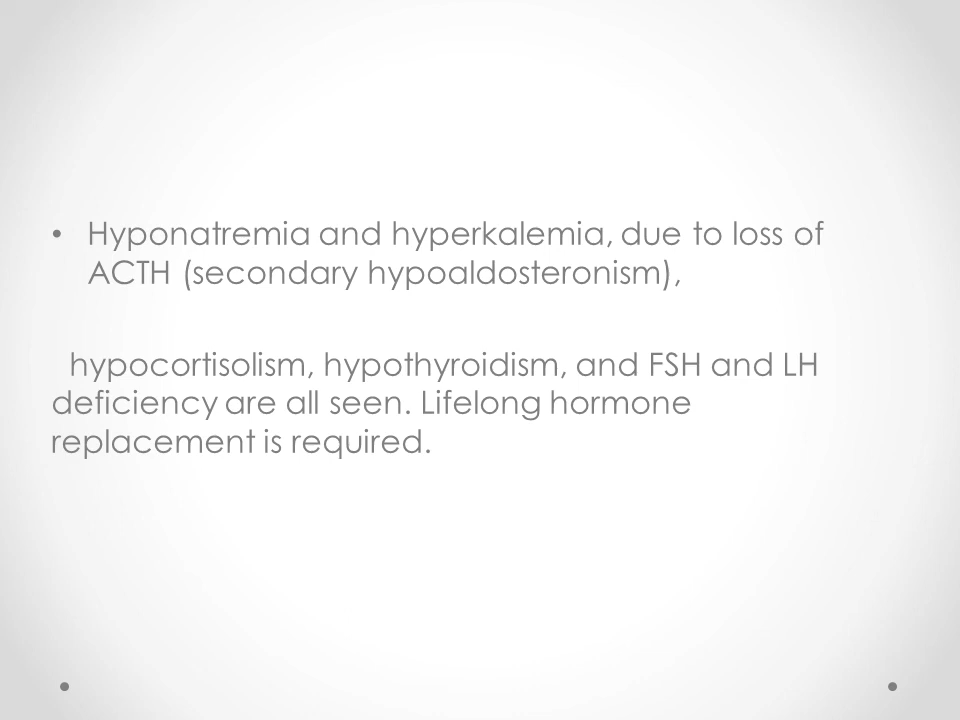 • Hyponatremia and hyperkalemia, due to loss of
ACTH (secondary hypoaldosteronism),
hypocortisolism, hypothyroidism, and FSH and LH
deficiency are all seen. Lifelong hormone
replacement is required.